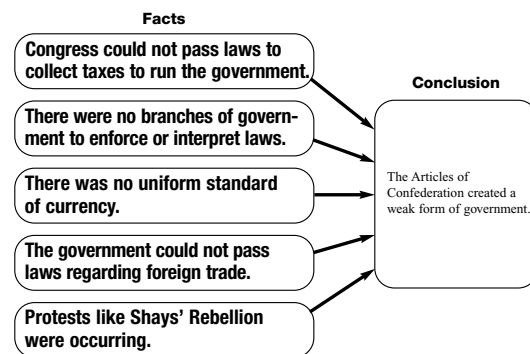 Facts
Congress could not pass laws to
collect taxes to run the government.
There were no branches of govern-
ment to enforce or interpret laws.
There was no uniform standard
of currency.
The government could not pass
laws regarding foreign trade.
Protests like Shays' Rebellion
were occurring.
Conclusion
The Articles of
Confederation created a
weak form of government.